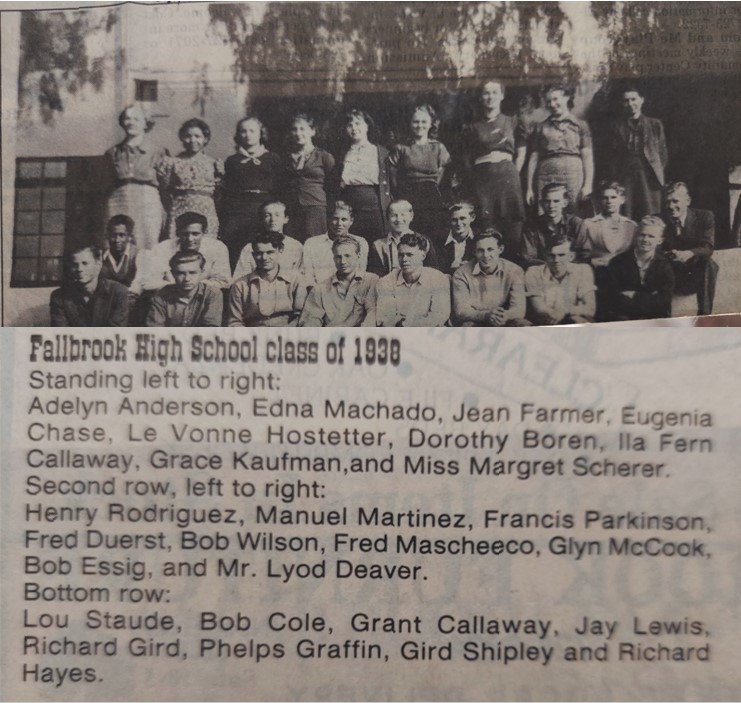 Fallbrook High School class of 1938
Standing left to right:
Adelyn Anderson, Edna Machado, Jean Farmer, Eugenia
Chase, Le Vonne Hostetter, Dorothy Boren, Ila Fern
Callaway, Grace Kaufman,and Miss Margret Scherer.
Second row, left to right:
Henry Rodriguez, Manuel Martinez, Francis Parkinson,
Fred Duerst, Bob Wilson, Fred Mascheeco, Glyn McCook,
Bob Essig, and Mr. Lyod Deaver.
Bottom row:
Lou Staude, Bob Cole, Grant Callaway, Jay Lewis,
Richard Gird, Phelps Graffin, Gird Shipley and Richard
Hayes.